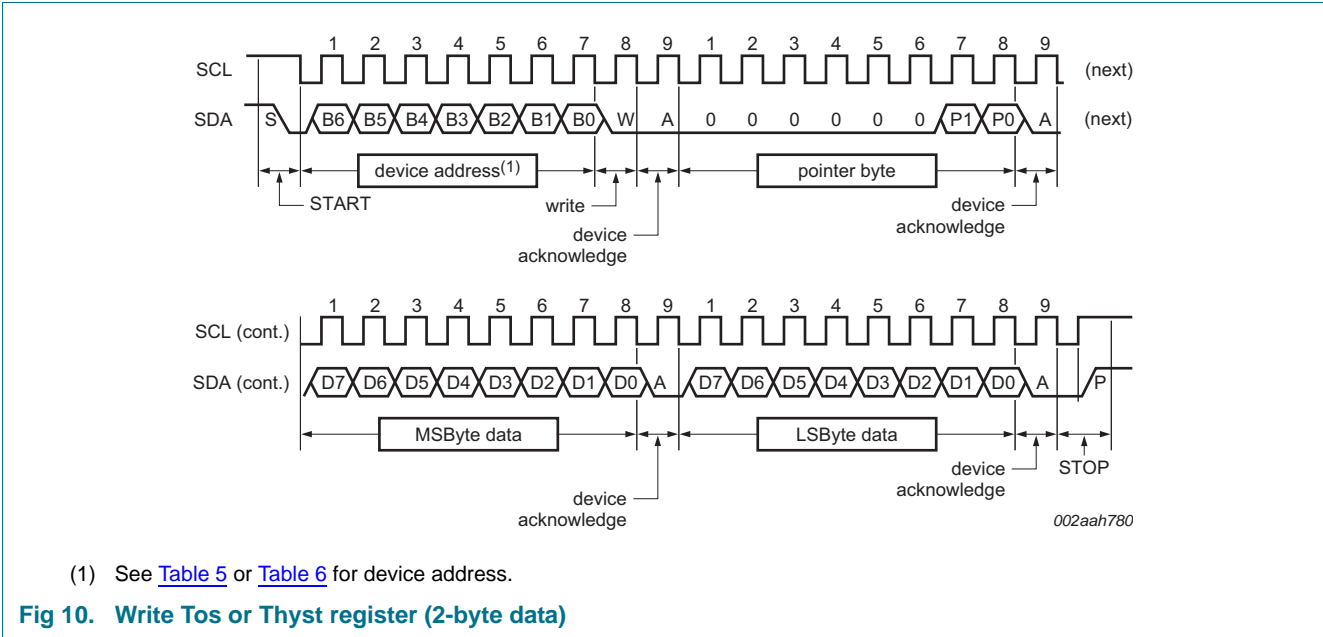 1 2 3 4 5 6 7 8 9 1 2 3 4 5 6 7 8 9
SCL (next)
SDA S B6 B5 B4 B3 B2 B1 B0 W A 0 0 0 0 0 0 P1 P0 A (next)
device address(1) pointer byte
START write device
device acknowledge
acknowledge
1 2 3 4 5 6 7 8 9 1 2 3 4 5 6 7 8 9
SCL (cont.)
SDA (cont.) D7 D6 D5 D4 D3 D2 D1 D0 A D7 D6 D5 D4 D3 D2 D1 D0 A P
MSByte data LSByte data
device STOP
device acknowledge
acknowledge 002aah780
(1) See Table 5 or Table 6 for device address.
Fig 10. Write Tos or Thyst register (2-byte data)